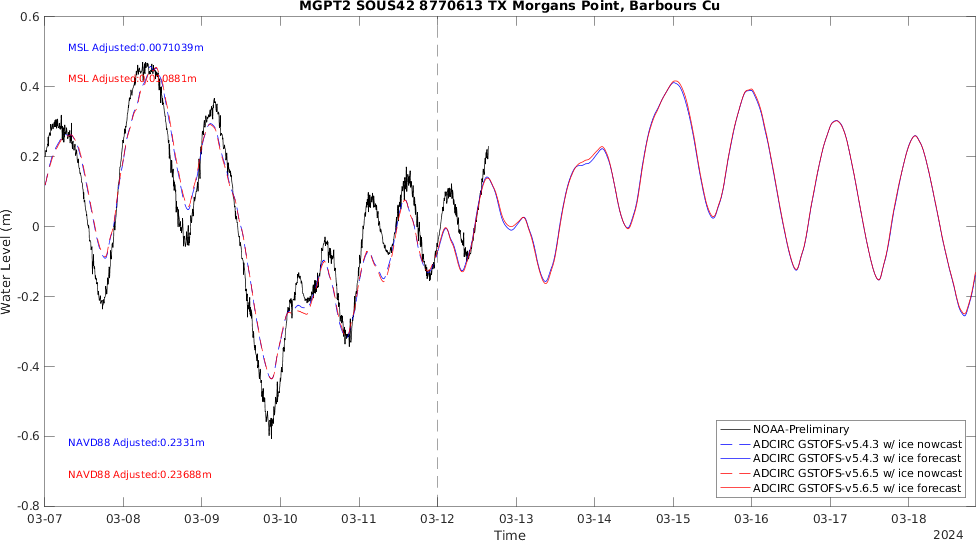 MGPT2 SOUS42 8770613 TX Morgans Point, Barbours Cu
0.6
0.4
0.2
0
-0.2
-0.4
-0.6
-0.8
Water Level (m)
MSL Adjusted:0.0071039m
NAVD88 Adjusted:0.2331m
NAVD88 Adjusted:0.23688m
NOAA-Preliminary
ADCIRC GSTOFS-v5.4.3 w/ ice nowcast
ADCIRC GSTOFS-v5.4.3 w/ ice forecast
ADCIRC GSTOFS-v5.6.5 w/ ice nowcast
ADCIRC GSTOFS-v5.6.5 w/ ice forecast
03-07 03-08 03-09 03-10 03-11 03-12 03-13 03-14 03-15 03-16 03-17 03-18
Time
2024
MSL Adjusted: